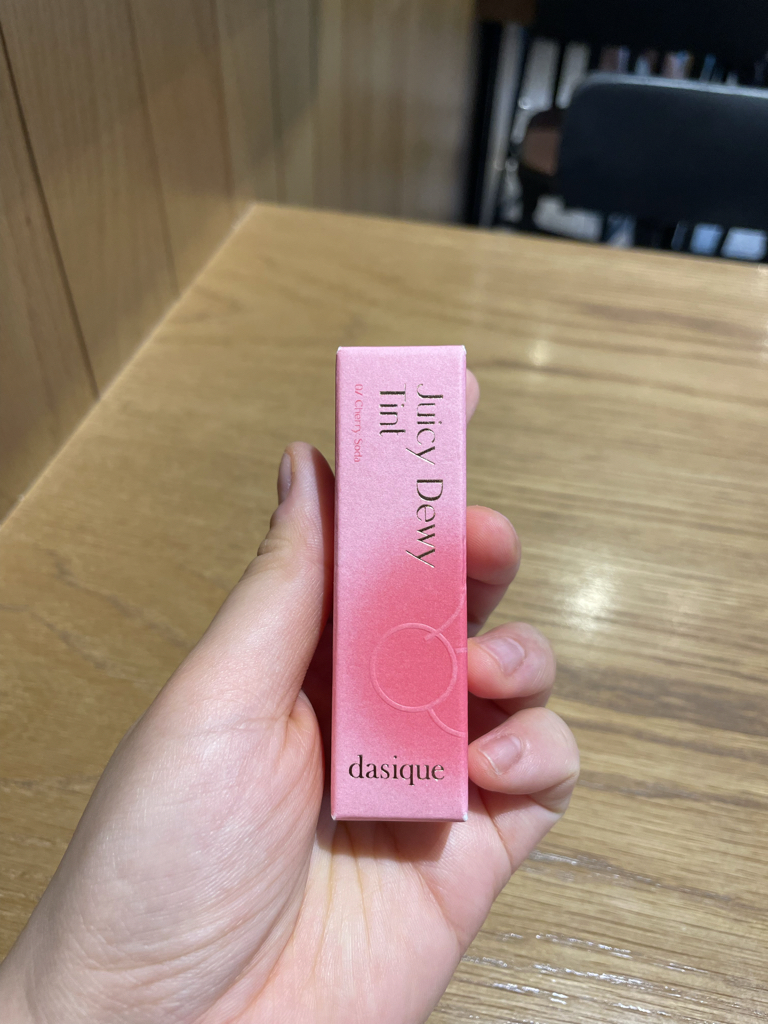 Juicy Dewy
Tint
07 Cherry Soda
dasique